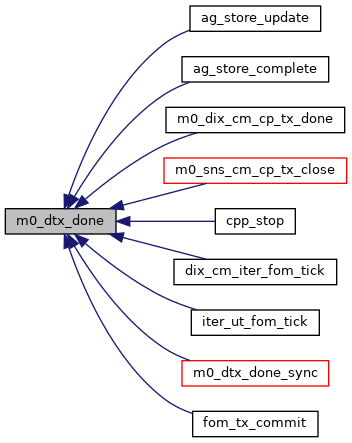 ag_store_update
ag_store_complete
m0_dix_cm_cp_tx_done
m0_sns_cm_cp_tx_close
m0_dtx_done
cpp_stop
dix_cm_iter_fom_tick
iter_ut_fom_tick
m0_dtx_done_sync
fom_tx_commit